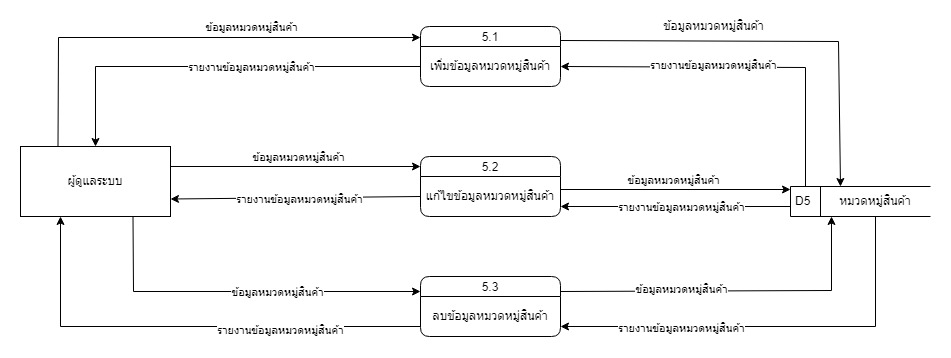 ข้อมูลหมวดหมู่สินค้า
5.1
ข้อมูลหมวดหมู่สินค้า
รายงานข้อมูลหมวดหมู่สินค้า
เพิ่มข้อมูลหมวดหมู่สินค้า
รายงานข้อมูลหมวดหมู่สินค้า
ผู้ดูแลระบบ
ข้อมูลหมวดหมู่สินค้า
5.2
ข้อมูลหมวดหมู่สินค้า
รายงานข้อมูลหมวดหมู่สินค้า
แก้ไขข้อมูลหมวดหมู่สินค้า
รายงานข้อมูลหมวดหมู่สินค้า
D5
หมวดหมู่สินค้า
ข้อมูลหมวดหมู่สินค้า
5.3
ข้อมูลหมวดหมู่สินค้า
รายงานข้อมูลหมวดหมู่สินค้า
ลบข้อมูลหมวดหมู่สินค้า
รายงานข้อมูลหมวดหมู่สินค้า